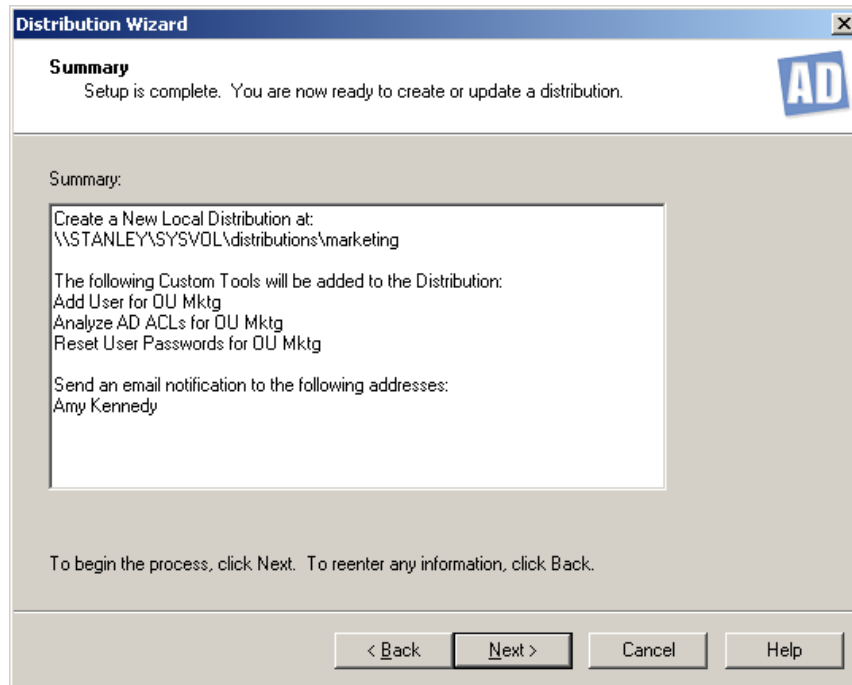 Distribution Wizard
Summary
Setup is complete. You are now ready to create or update a distribution.
AD
Summary:
Create a New Local Distribution at:
\\STANLEY\SYSVOL\distributions\marketing
The following Custom Tools will be added to the Distribution:
Add User for OU Mktg
Analyze AD ACLs for OU Mktg
Reset User Passwords for OU Mktg
Send an email notification to the following addresses:
Amy Kennedy
To begin the process, click Next. To reenter any information, click Back.
< Back Next > Cancel Help